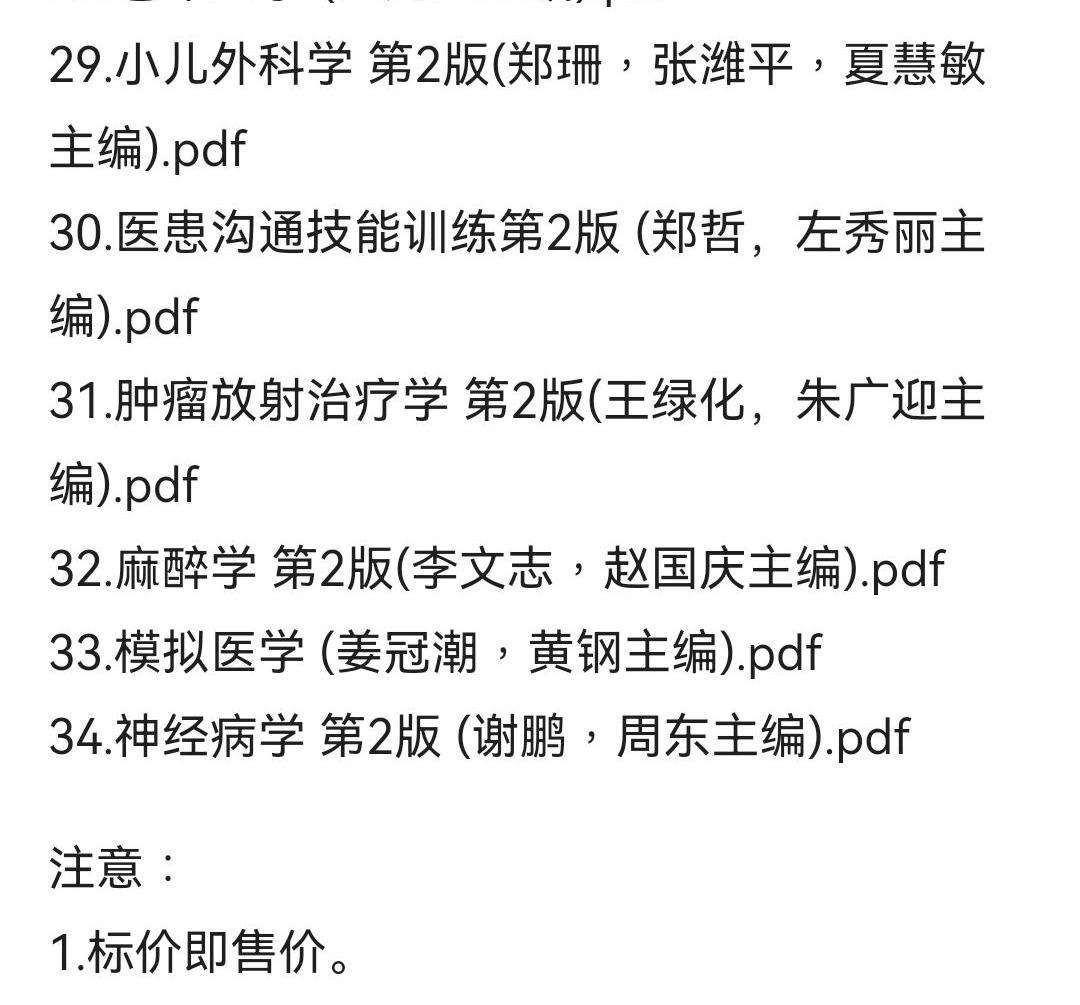 29.小儿外科学 第2版(郑珊，张潍平，夏慧敏
主编).pdf
30.医患沟通技能训练第2版 (郑哲，左秀丽主
编).pdf
31.肿瘤放射治疗学 第2版(王绿化，朱广迎主
编).pdf
32.麻醉学 第2版(李文志，赵国庆主编).pdf
33.模拟医学 (姜冠潮，黄钢主编).pdf
34.神经病学 第2版 (谢鹏，周东主编).pdf
注意：
1.标价即售价。